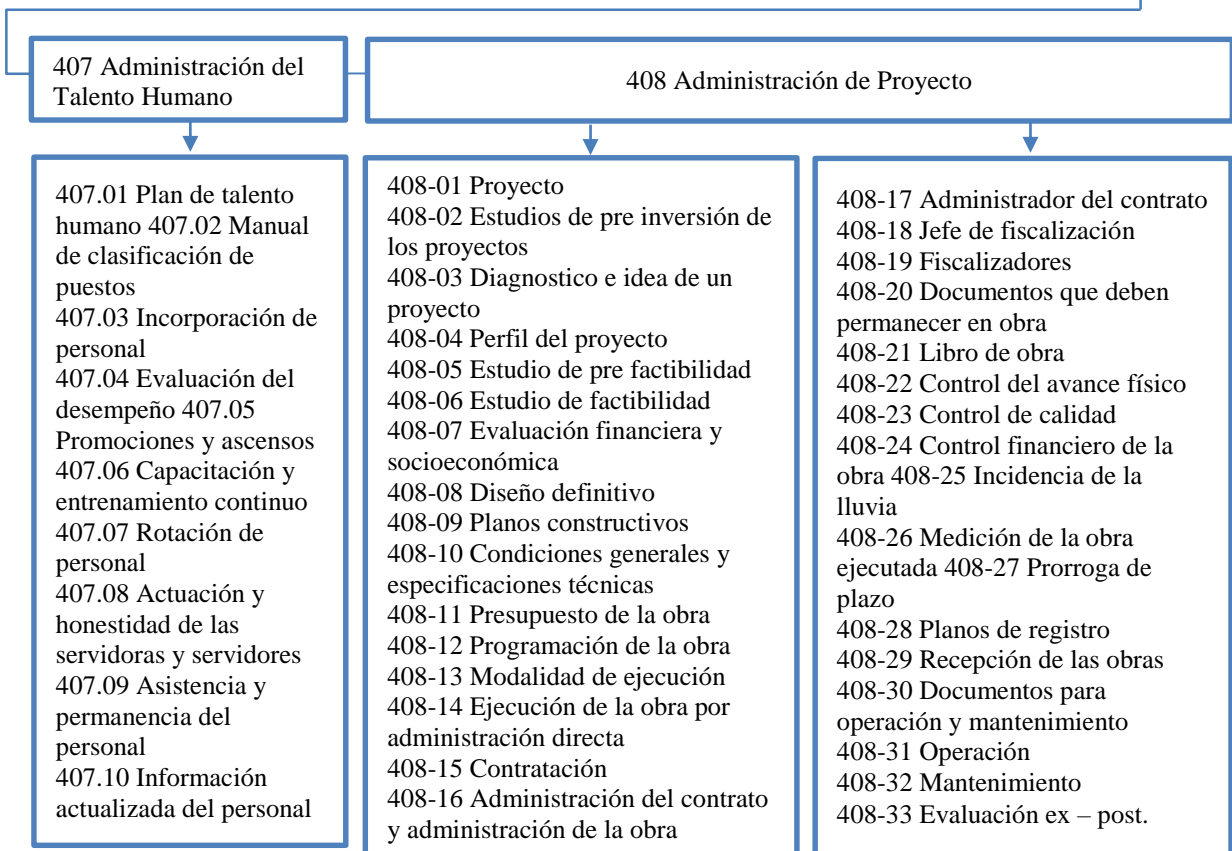 407 Administración del
Talento Humano
408 Administración de Proyecto
407.01 Plan de talento
humano 407.02 Manual
de clasificación de
puestos
407.03 Incorporación de
personal
407.04 Evaluación del
desempeño 407.05
Promociones y ascensos
407.06 Capacitación y
entrenamiento continuo
407.07 Rotación de
personal
407.08 Actuación y
honestidad de las
servidoras y servidores
407.09 Asistencia y
permanencia del
personal
407.10 Información
actualizada del personal
408-01 Proyecto
408-02 Estudios de pre inversión de
los proyectos
408-03 Diagnostico e idea de un
proyecto
408-04 Perfil del proyecto
408-05 Estudio de pre factibilidad
408-06 Estudio de factibilidad
408-07 Evaluación financiera y
socioeconómica
408-08 Diseño definitivo
408-09 Planos constructivos
408-10 Condiciones generales y
especificaciones técnicas
408-11 Presupuesto de la obra
408-12 Programación de la obra
408-13 Modalidad de ejecución
408-14 Ejecución de la obra por
administración directa
408-15 Contratación
408-16 Administración del contrato
y administración de la obra
408-17 Administrador del contrato
408-18 Jefe de fiscalización
408-19 Fiscalizadores
408-20 Documentos que deben
permanecer en obra
408-21 Libro de obra
408-22 Control del avance físico
408-23 Control de calidad
408-24 Control financiero de la
obra 408-25 Incidencia de la
lluvia
408-26 Medición de la obra
ejecutada 408-27 Prorroga de
plazo
408-28 Planos de registro
408-29 Recepción de las obras
408-30 Documentos para
operación y mantenimiento
408-31 Operación
408-32 Mantenimiento
408-33 Evaluación ex – post.